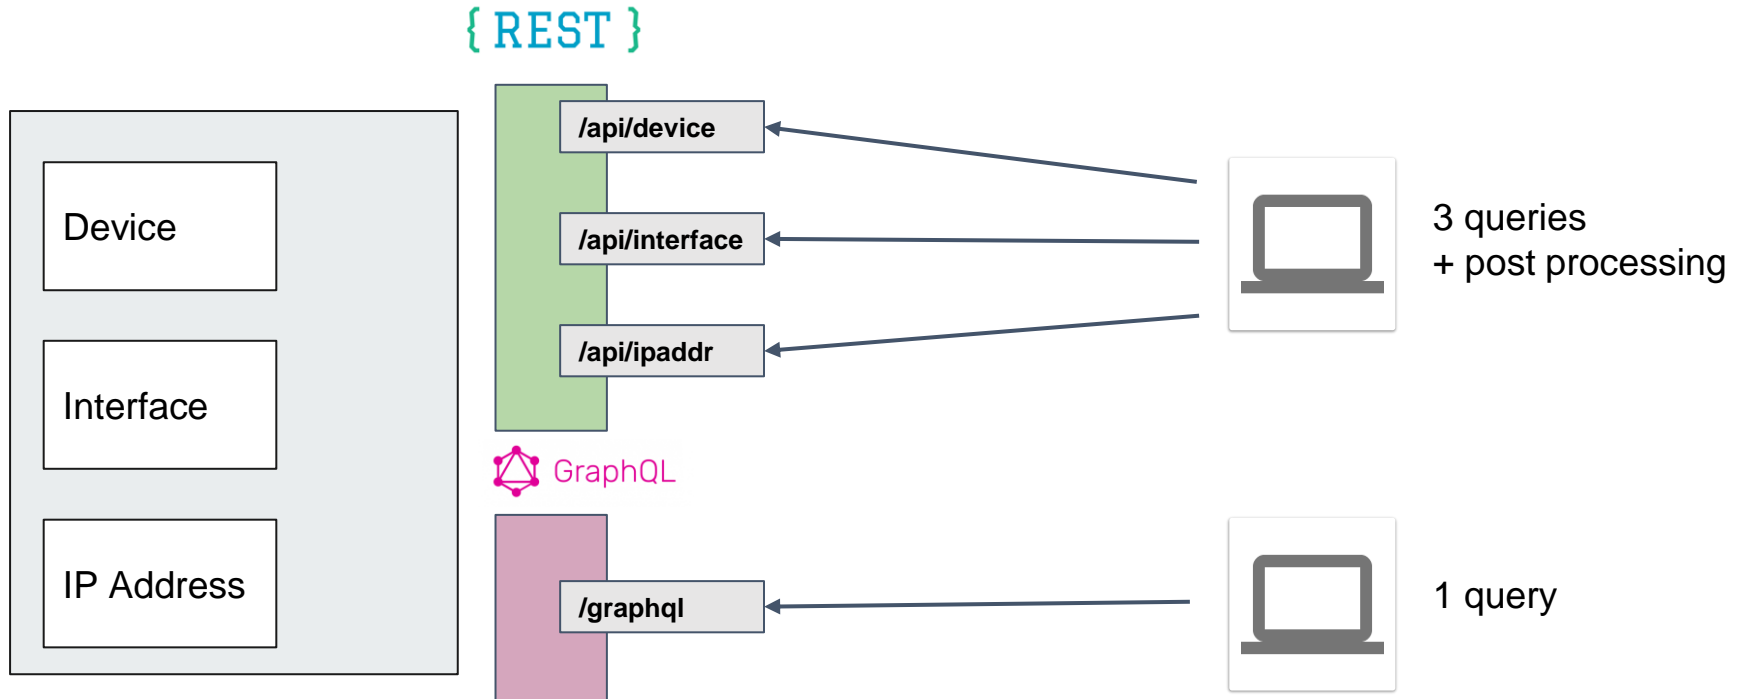 { REST }
Device
Interface
IP Address
/api/device
/api/interface
/api/ipaddr
3 queries
+ post processing
GraphQL
/graphql
1 query